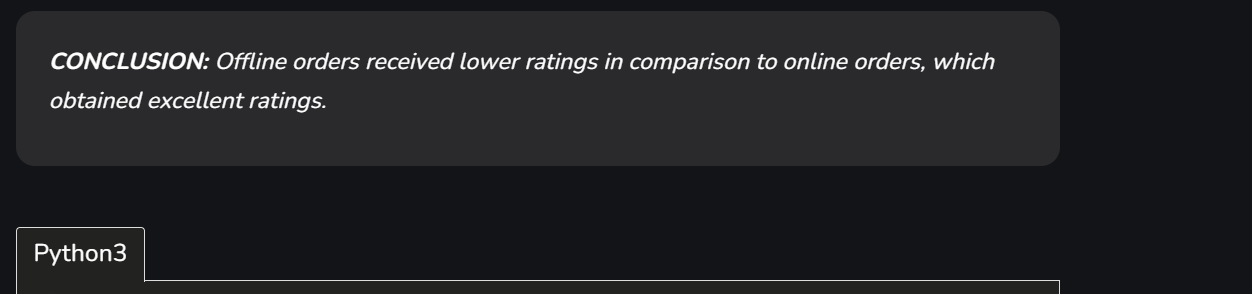 CONCLUSION: Offline orders received lower ratings in comparison to online orders, which
obtained excellent ratings.
Python3